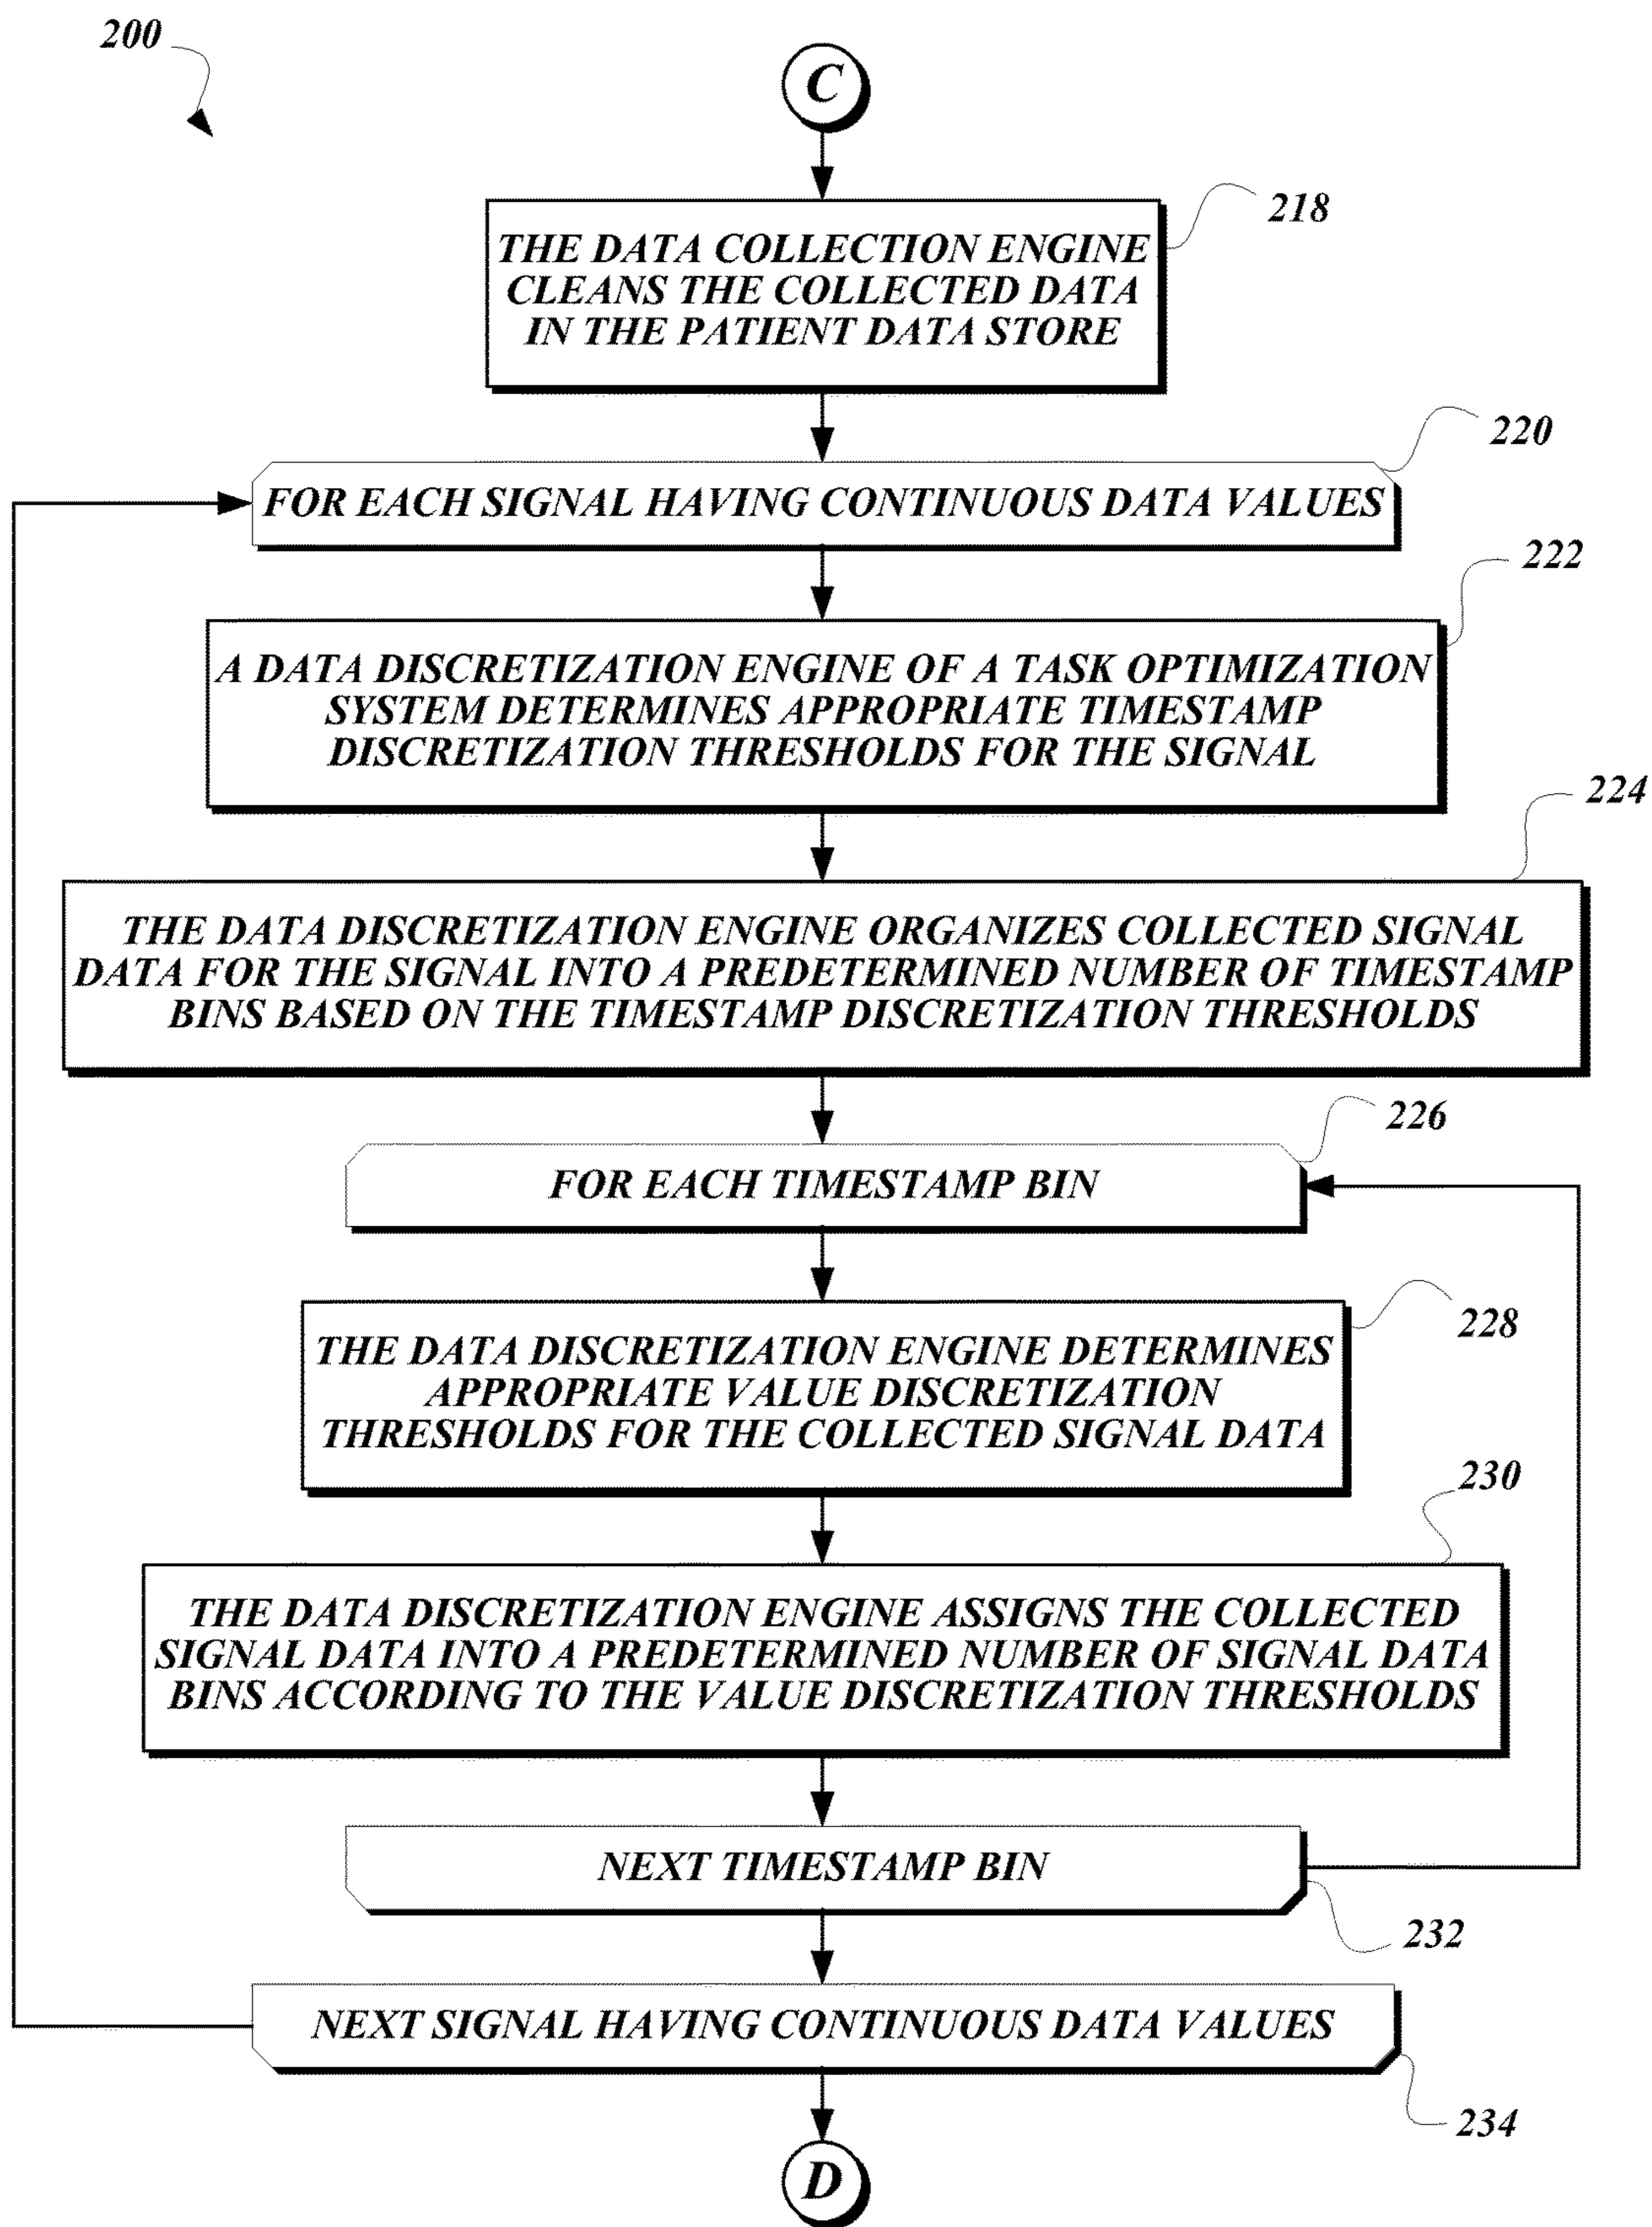 200
C
218
THE DATA COLLECTION ENGINE
CLEANS THE COLLECTED DATA
IN THE PATIENT DATA STORE
220
FOR EACH SIGNAL HAVING CONTINUOUS DATA VALUES
222
A DATA DISCRETIZATION ENGINE OF A TASK OPTIMIZATION
SYSTEM DETERMINES APPROPRIATE TIMESTAMP
DISCRETIZATION THRESHOLDS FOR THE SIGNAL
224
THE DATA DISCRETIZATION ENGINE ORGANIZES COLLECTED SIGNAL
DATA FOR THE SIGNAL INTO A PREDETERMINED NUMBER OF TIMESTAMP
BINS BASED ON THE TIMESTAMP DISCRETIZATION THRESHOLDS
226
FOR EACH TIMESTAMP BIN
228
THE DATA DISCRETIZATION ENGINE DETERMINES
APPROPRIATE VALUE DISCRETIZATION
THRESHOLDS FOR THE COLLECTED SIGNAL DATA
230
THE DATA DISCRETIZATION ENGINE ASSIGNS THE COLLECTED
SIGNAL DATA INTO A PREDETERMINED NUMBER OF SIGNAL DATA
BINS ACCORDING TO THE VALUE DISCRETIZATION THRESHOLDS
NEXT TIMESTAMP BIN
232
NEXT SIGNAL HAVING CONTINUOUS DATA VALUES
234
D